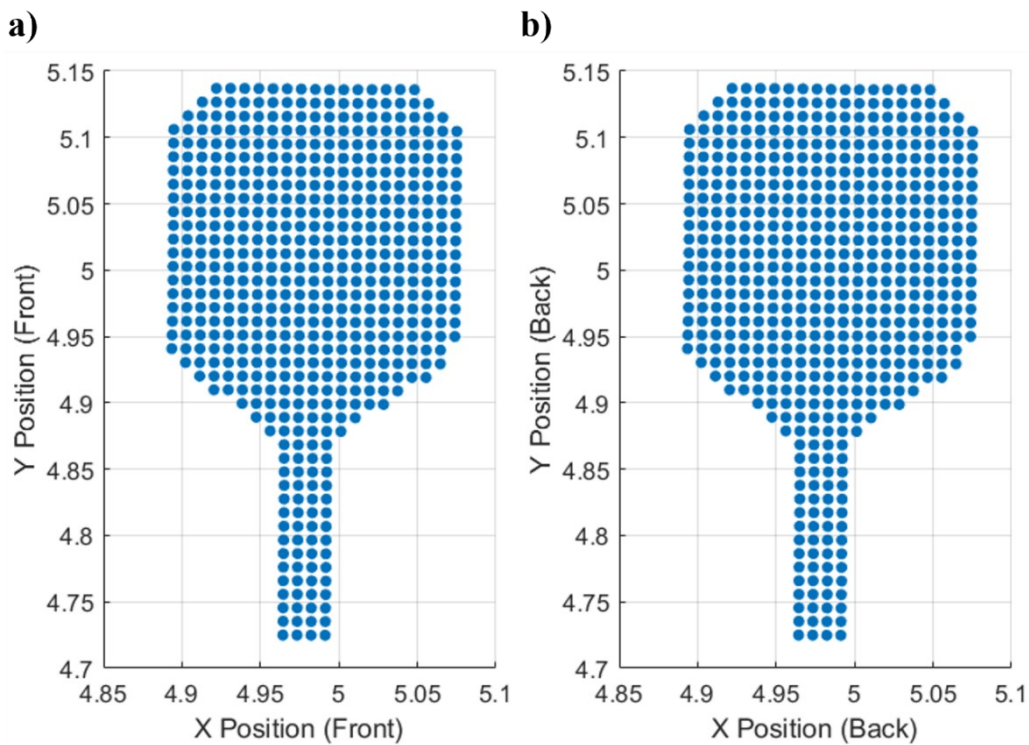 a)
b)
5.15
5.1
5.05
5
4.95
4.9
4.85
4.8
4.75
4.7
Y Position (Front)
4.85 4.9 4.95 5 5.05 5.1
X Position (Front)
5.15
5.1
5.05
5
4.95
4.9
4.85
4.8
4.75
4.7
Y Position (Back)
4.85 4.9 4.95 5 5.05 5.1
X Position (Back)